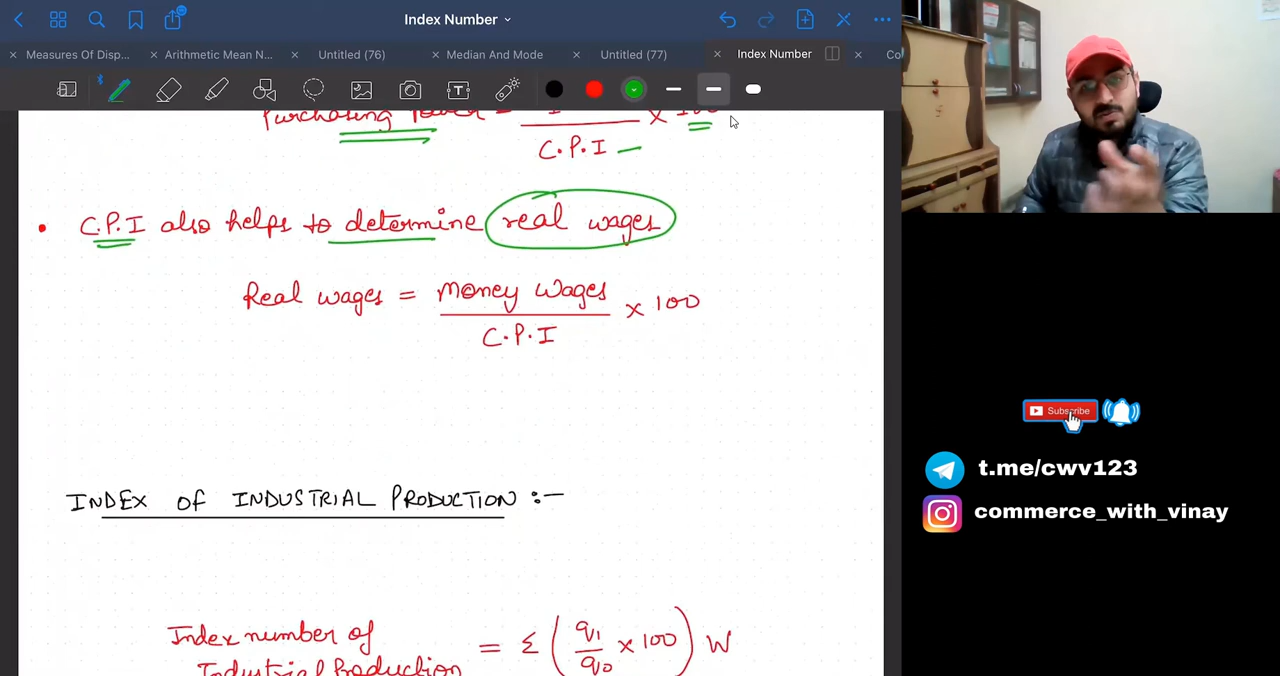 Index Number
Measures Of Disp...
Arithmetic Mean N...
Untitled (76)
Median And Mode
Untitled (77)
Index Number
Purchasing Power =
× 100
C.P.I
• C.P.I also helps to determine real wages
Real wages = Money Wages
× 100
C.P.I
INDEX of INDUSTRIAL PRODUCTION :-
Index number of
Industrial Production
= Σ ( q1
q0
× 100 ) W
Subscribe
t.me/cwv123
commerce_with_vinay